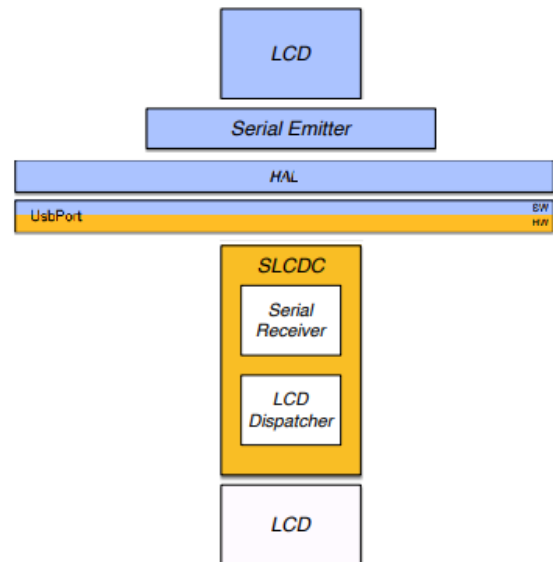 LCD
Serial Emitter
HAL
UsbPort
SW
HW
SLCDC
Serial
Receiver
LCD
Dispatcher
LCD